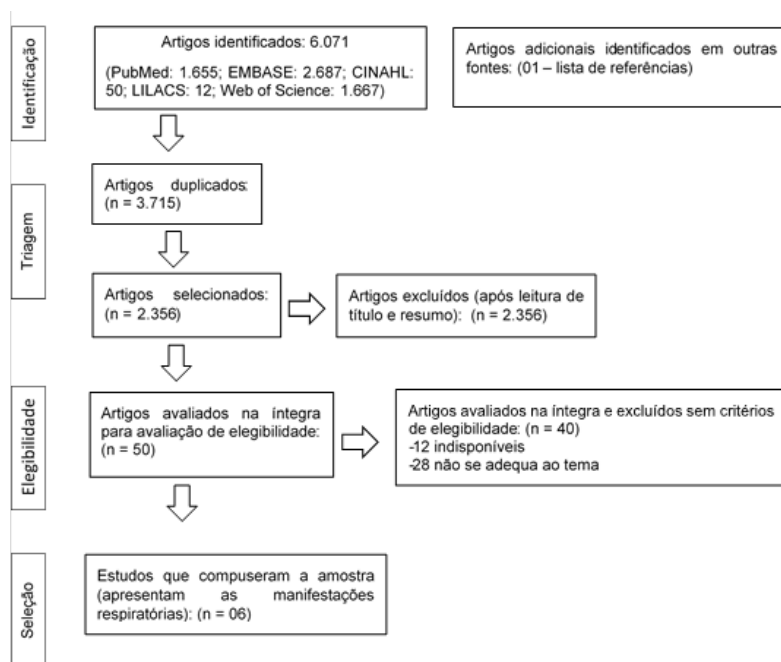 Identificação
Artigos identificados: 6.071
(PubMed: 1.655; EMBASE: 2.687; CINAHL:
50; LILACS: 12; Web of Science: 1.667)
Artigos adicionais identificados em outras
fontes: (01 – lista de referências)
Triagem
Artigos duplicados:
(n = 3.715)
Artigos selecionados:
(n = 2.356)
Artigos excluídos (após leitura de
título e resumo): (n = 2.356)
Elegibilidade
Artigos avaliados na íntegra
para avaliação de elegibilidade:
(n = 50)
Artigos avaliados na íntegra e excluídos sem critérios
de elegibilidade: (n = 40)
-12 indisponíveis
-28 não se adequa ao tema
Seleção
Estudos que compuseram a amostra
(apresentam as manifestações
respiratórias): (n = 06)